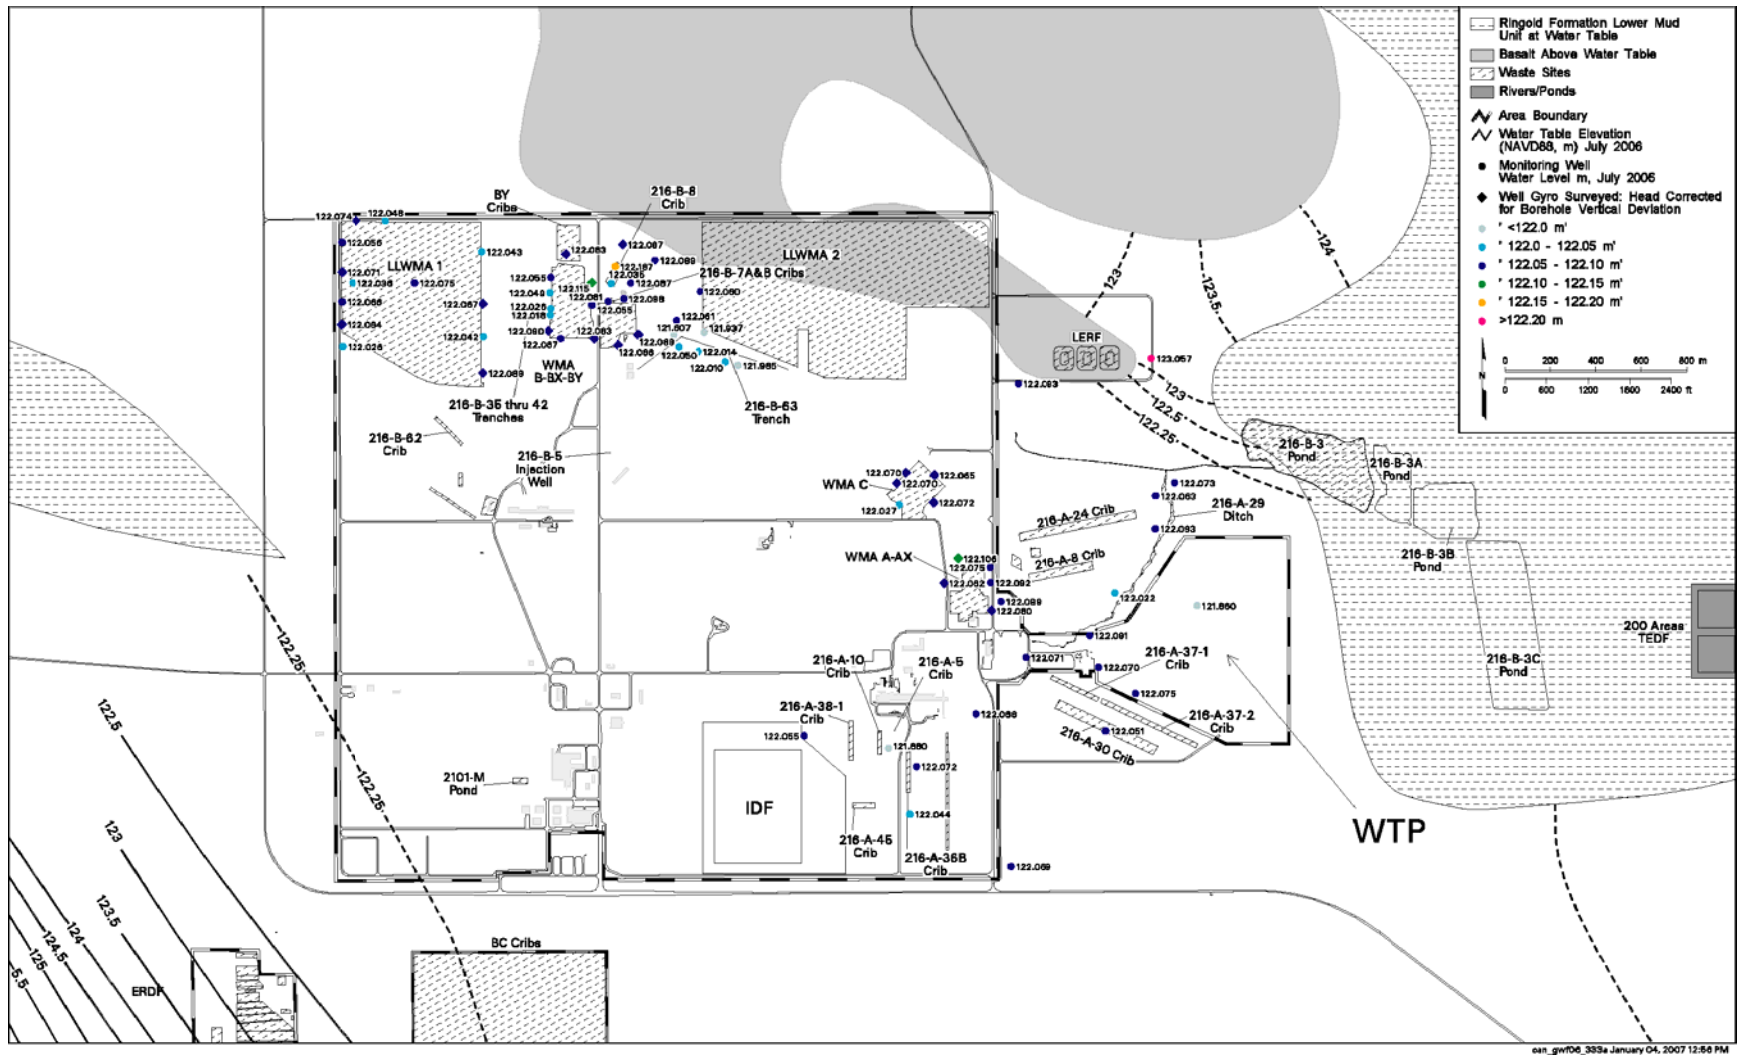 Ringold Formation Lower Mud
Unit at Water Table
Basalt Above Water Table
Waste Sites
Rivers/Ponds
Area Boundary
Water Table Elevation
(NAVD88, m) July 2006
Monitoring Well
Water Level m, July 2006
Well Gyro Surveyed: Head Corrected
for Borehole Vertical Deviation
' <122.0 m'
' 122.0 - 122.05 m'
' 122.05 - 122.10 m'
' 122.10 - 122.15 m'
' 122.15 - 122.20 m'
>122.20 m
0 200 400 600 800 m
N
0 600 1200 1800 2400 ft
BY
Cribs
216-B-8
Crib
122.074
122.048
122.056
122.043
122.083
122.087
122.089
LLWMA 1
LLWMA 2
122.071
122.036
122.075
122.055
122.187
122.035
216-B-7A&B Cribs
122.115
122.087
122.049
122.081
122.098
122.060
122.067
122.026
122.018
122.055
122.061
122.042
122.090
122.083
121.607
121.937
122.026
122.067
122.014
122.050
122.010
121.985
122.089
WMA
B-BX-BY
216-B-35 thru 42
Trenches
216-B-63
Trench
216-B-62
Crib
216-B-5
Injection
Well
LERF
123.057
122.093
123
123.5
124
123
122.5
122.25
216-B-3
Pond
216-B-3A
Pond
216-B-3B
Pond
216-B-3C
Pond
200 Areas
TEDF
WMA C
122.070
122.065
122.070
122.072
122.027
122.073
122.063
216-A-29
Ditch
122.093
216-A-24 Crib
216-A-8 Crib
WMA A-AX
122.106
122.075
122.062
122.092
122.099
122.080
122.022
121.860
122.091
122.071
122.070
216-A-37-1
Crib
122.075
216-A-37-2
Crib
122.051
216-A-30 Crib
216-A-10
Crib
216-A-5
Crib
216-A-38-1
Crib
122.055
121.880
122.072
122.044
216-A-45
Crib
216-A-36B
Crib
122.069
WTP
IDF
2101-M
Pond
122.25
122.25
122.5
123
123.5
124
124.5
125
5.5
ERDF
BC Cribs
can_gwf06_333a January 04, 2007 12:56 PM